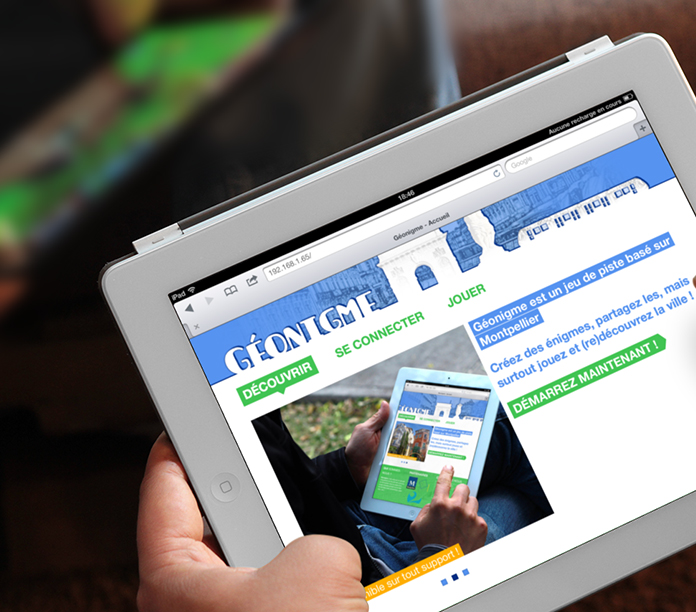 iPad
18:46
Aucune recharge en cours
Géonigme - Accueil
192.168.1.65/
Google
GÉONIGME
DÉCOUVRIR
SE CONNECTER
JOUER
Géonigme est un jeu de piste basé sur
Montpellier
Créez des énigmes, partagez les, mais
surtout jouez et (re)découvrez la ville !
DÉMARREZ MAINTENANT !
GÉONIGME
nible sur tout support !